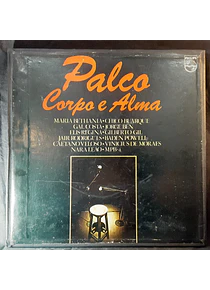 Palco
Corpo e Alma
MARIA BETHANIA•CHICO BUARQUE
GAL COSTA•JORGE BEN
ELIS REGINA•GILBERTO GIL
JAIR RODRIGUES•BADEN POWELL
CAETANO VELOSO•VINICIUS DE MORAES
NARA LEÃO•MPB-4